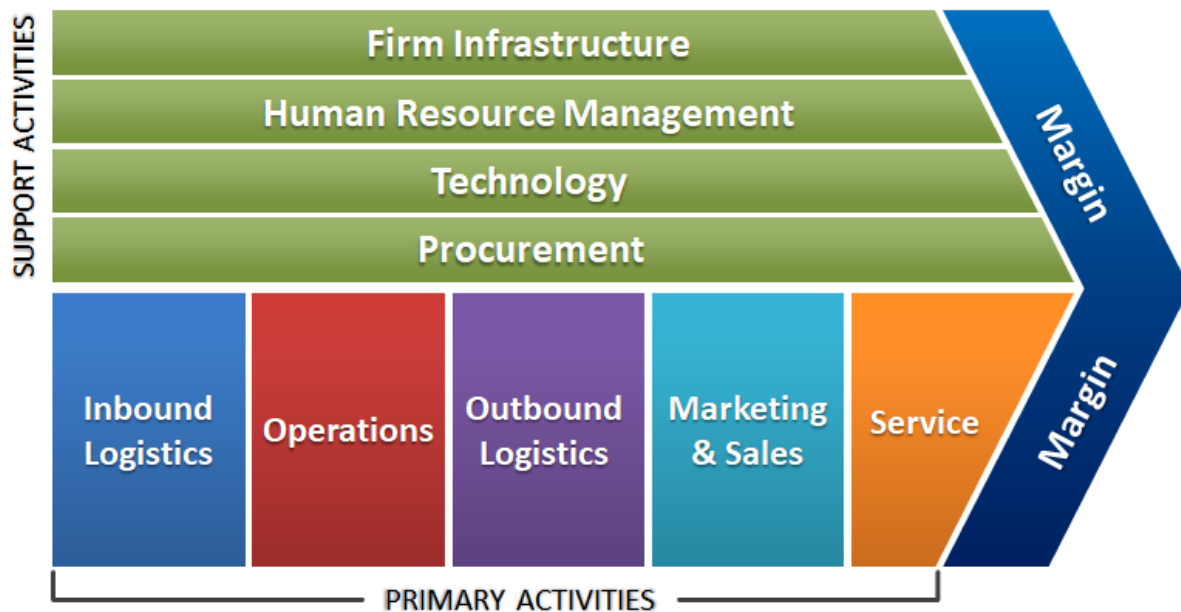 SUPPORT ACTIVITIES
Firm Infrastructure
Human Resource Management
Technology
Procurement
Margin
Inbound
Logistics
Operations
Outbound
Logistics
Marketing
& Sales
Service
Margin
PRIMARY ACTIVITIES